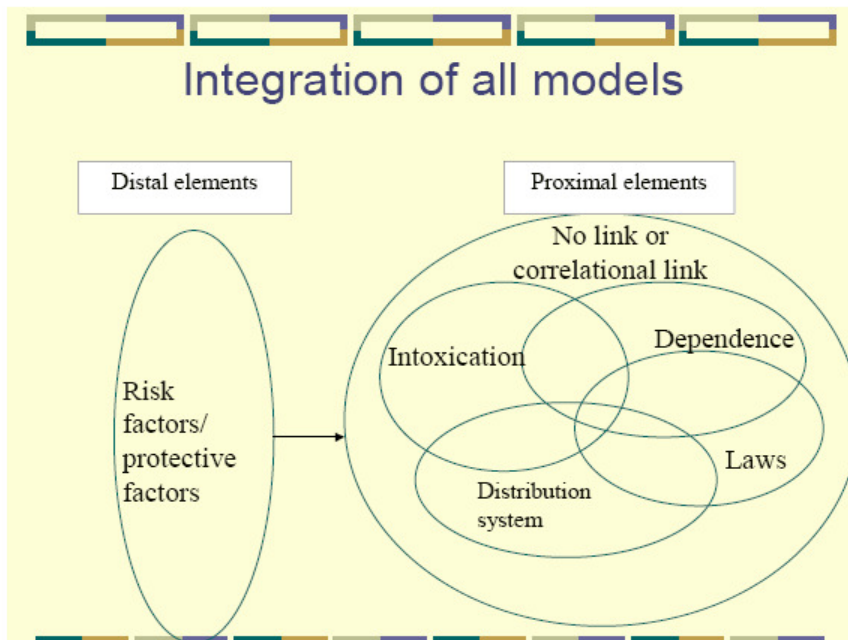 Integration of all models
Distal elements
Proximal elements
No link or
correlational link
Intoxication
Dependence
Risk
factors/
protective
factors
Laws
Distribution
system